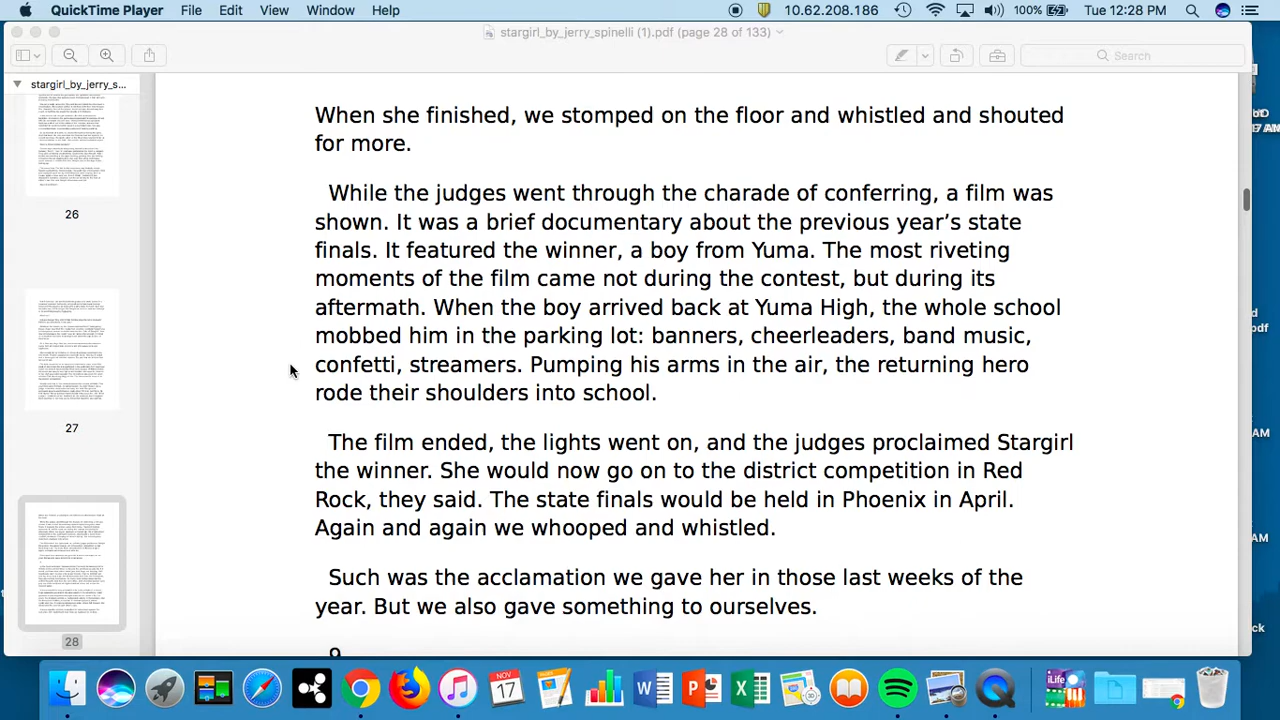 QuickTime Player File Edit View Window Help 10.62.208.186 100% Tue 12:28 PM
stargirl_by_jerry_spinelli (1).pdf (page 28 of 133)
Search
stargirl_by_jerry_s...
When she finished, we stomped on the floor and whistled and shouted
for more.
While the judges went through the charade of conferring, a film was
shown. It was a brief documentary about the previous year’s state
finals. It featured the winner, a boy from Yuma. The most riveting
moments of the film came not during the contest, but during its
aftermath. When the boy arrived back at Yuma High, the whole school
mobbed him in the parking lot: banners, cheerleaders, band music,
confetti, streamers. Pumping his arms in the air, the returning hero
rode their shoulders into school.
The film ended, the lights went on, and the judges proclaimed Stargirl
the winner. She would now go on to the district competition in Red
Rock, they said. The state finals would be held in Phoenix in April.
Again and again we whooped and whistled.
Such was the acclamation we gave her in those last weeks of the
year. But we also gave something to ourselves.
9
26
27
28
NOV
17
iLife